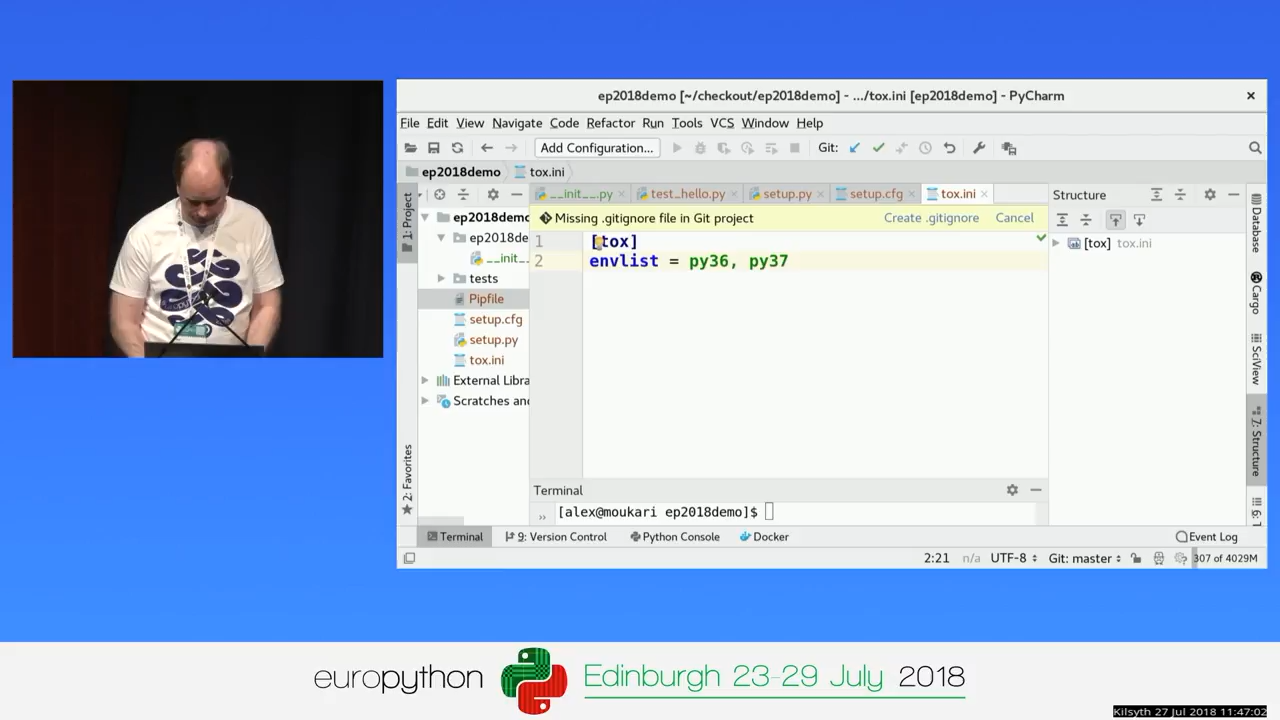 ep2018demo [~/checkout/ep2018demo] - .../tox.ini [ep2018demo] - PyCharm
File Edit View Navigate Code Refactor Run Tools VCS Window Help
Add Configuration... Git:
ep2018demo tox.ini
1: Project
__init__.py test_hello.py setup.py setup.cfg tox.ini
Structure
Missing .gitignore file in Git project Create .gitignore Cancel
ep2018demo
ep2018de
__init_
tests
Pipfile
setup.cfg
setup.py
tox.ini
External Libra
Scratches and
1 [tox]
2 envlist = py36, py37
[tox] tox.ini
Database
Cargo
SciView
7: Structure
2: Favorites
Terminal
[alex@moukari ep2018demo]$
Terminal 9: Version Control Python Console Docker Event Log
2:21 n/a UTF-8 Git: master 307 of 4029M
europython Edinburgh 23-29 July 2018
Kilsyth 27 Jul 2018 11:47:02